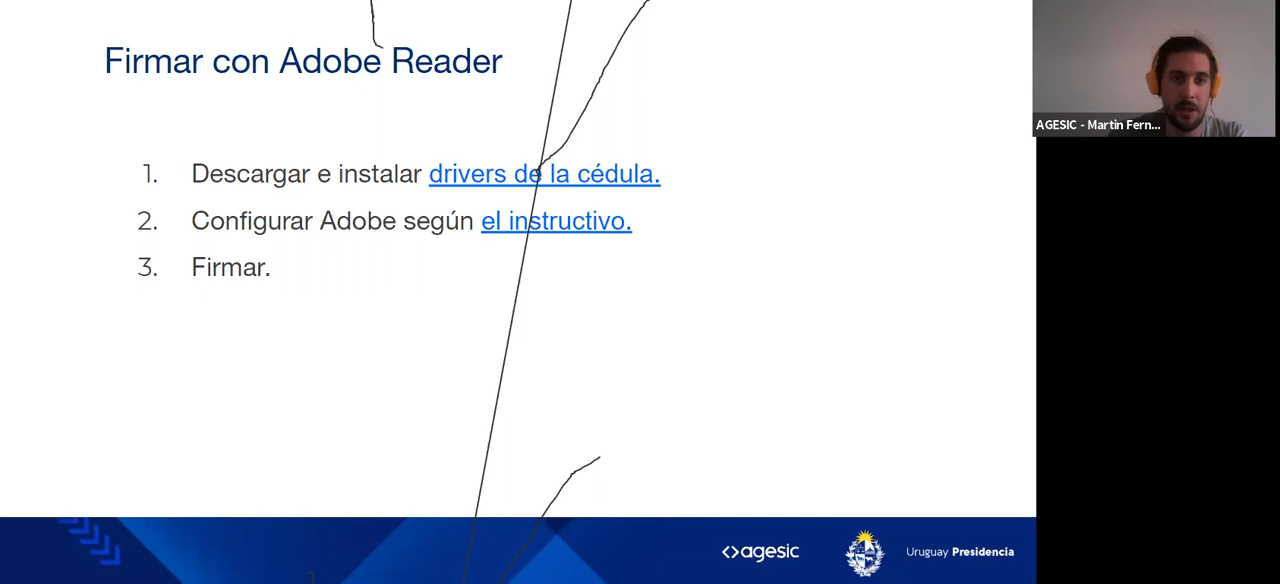 Firmar con Adobe Reader
AGESIC - Martin Fern...
1. Descargar e instalar drivers de la cédula.
2. Configurar Adobe según el instructivo.
3. Firmar.
<>agesic
Uruguay Presidencia